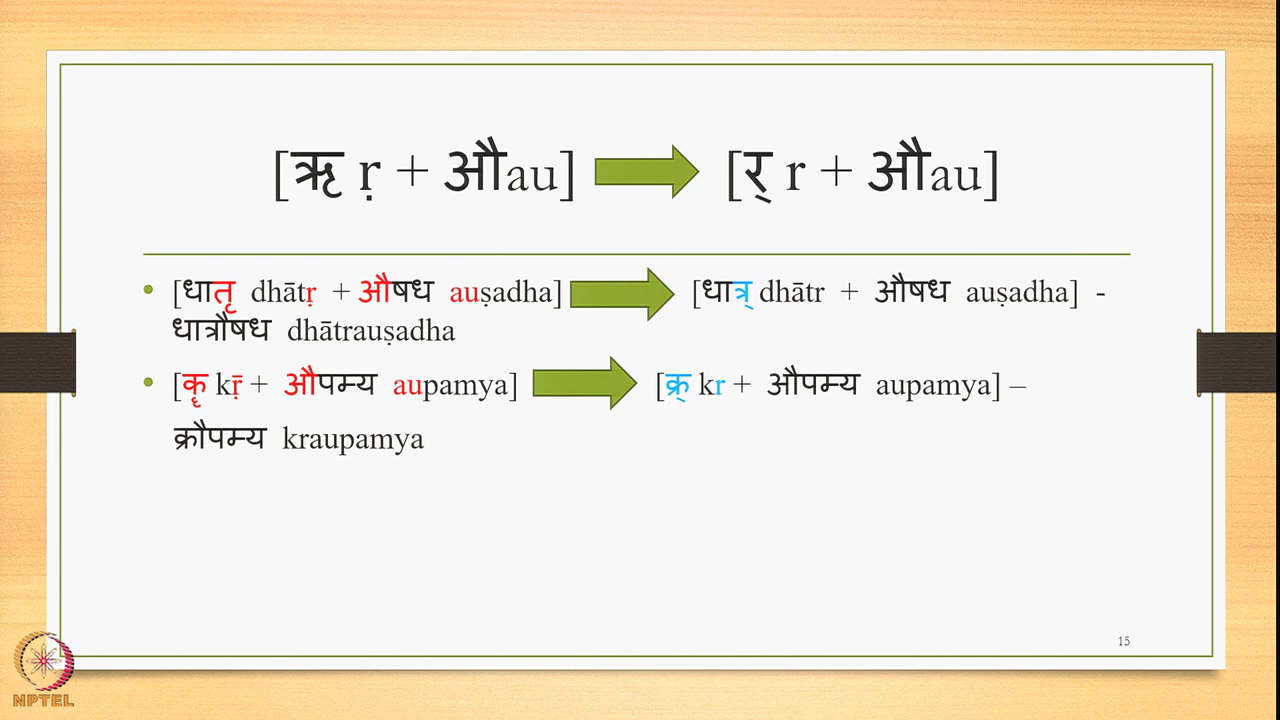 [ऋ ṛ + औau] [र् r + औau]
[धातृ dhātṛ + औषध auṣadha] [धात्र् dhātr + औषध auṣadha] -
धात्रौषध dhātrauṣadha
[कॄ kṝ + औपम्य aupamya] [क्र् kr + औपम्य aupamya] –
क्रौपम्य kraupamya
15
NPTEL